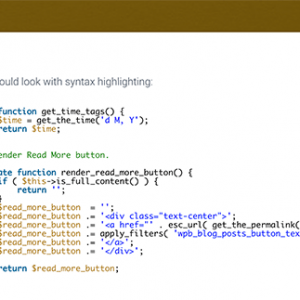 ould look with syntax highlighting:
function get_time_tags() {
$time = get_the_time('d M, Y');
return $time;
ender Read More button.
ate function render_read_more_button() {
if ( $this->is_full_content() ) {
return '';
}
$read_more_button = '';
$read_more_button .= '<div class="text-center">';
$read_more_button .= '<a href="' . esc_url( get_the_permalink(
$read_more_button .= apply_filters( 'wpb_blog_posts_button_tex
$read_more_button .= '</a>';
$read_more_button .= '</div>';
return $read_more_button;